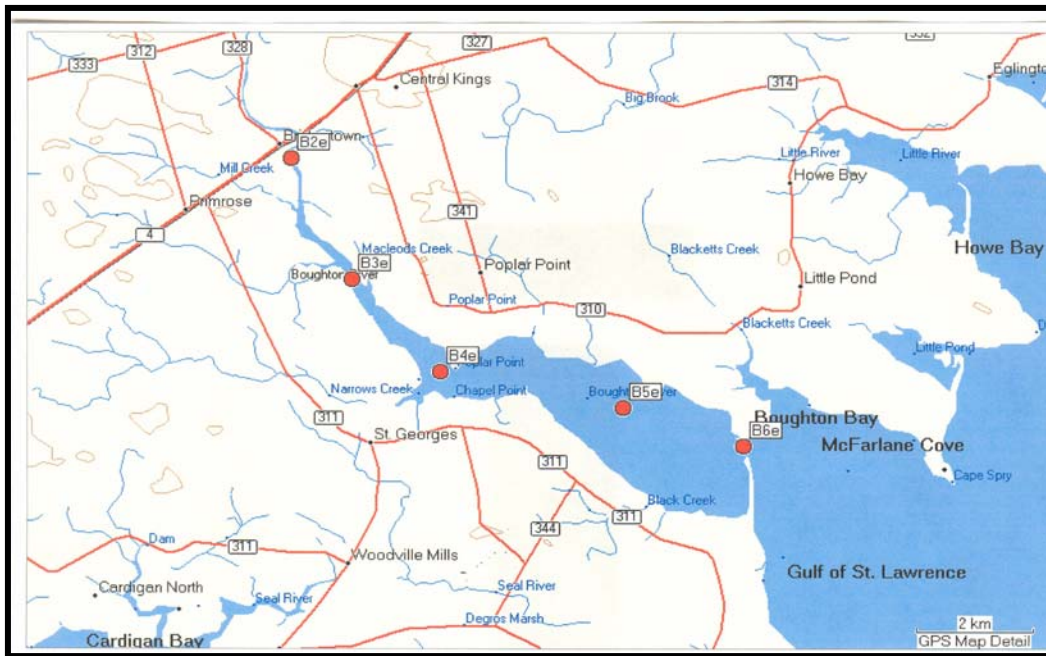 332
327
328
312
333
Central Kings
Eglington
314
Big Brook
B2e
Mill Creek
Little River
Little River
Howe Bay
Primrose
341
4
Macleods Creek
Blacketts Creek
Howe Bay
B3e
Poplar Point
Little Pond
Poplar Point
310
Blacketts Creek
Little Pond
B4e
Poplar Point
Narrows Creek
Chapel Point
B5e
Boughton Bay
311
B6e
McFarlane Cove
St. Georges
311
Cape Spry
Black Creek
311
344
Dam
311
Woodville Mills
Gulf of St. Lawrence
Cardigan North
Seal River
Seal River
Degros Marsh
2 km
Cardigan Bay
GPS Map Detail